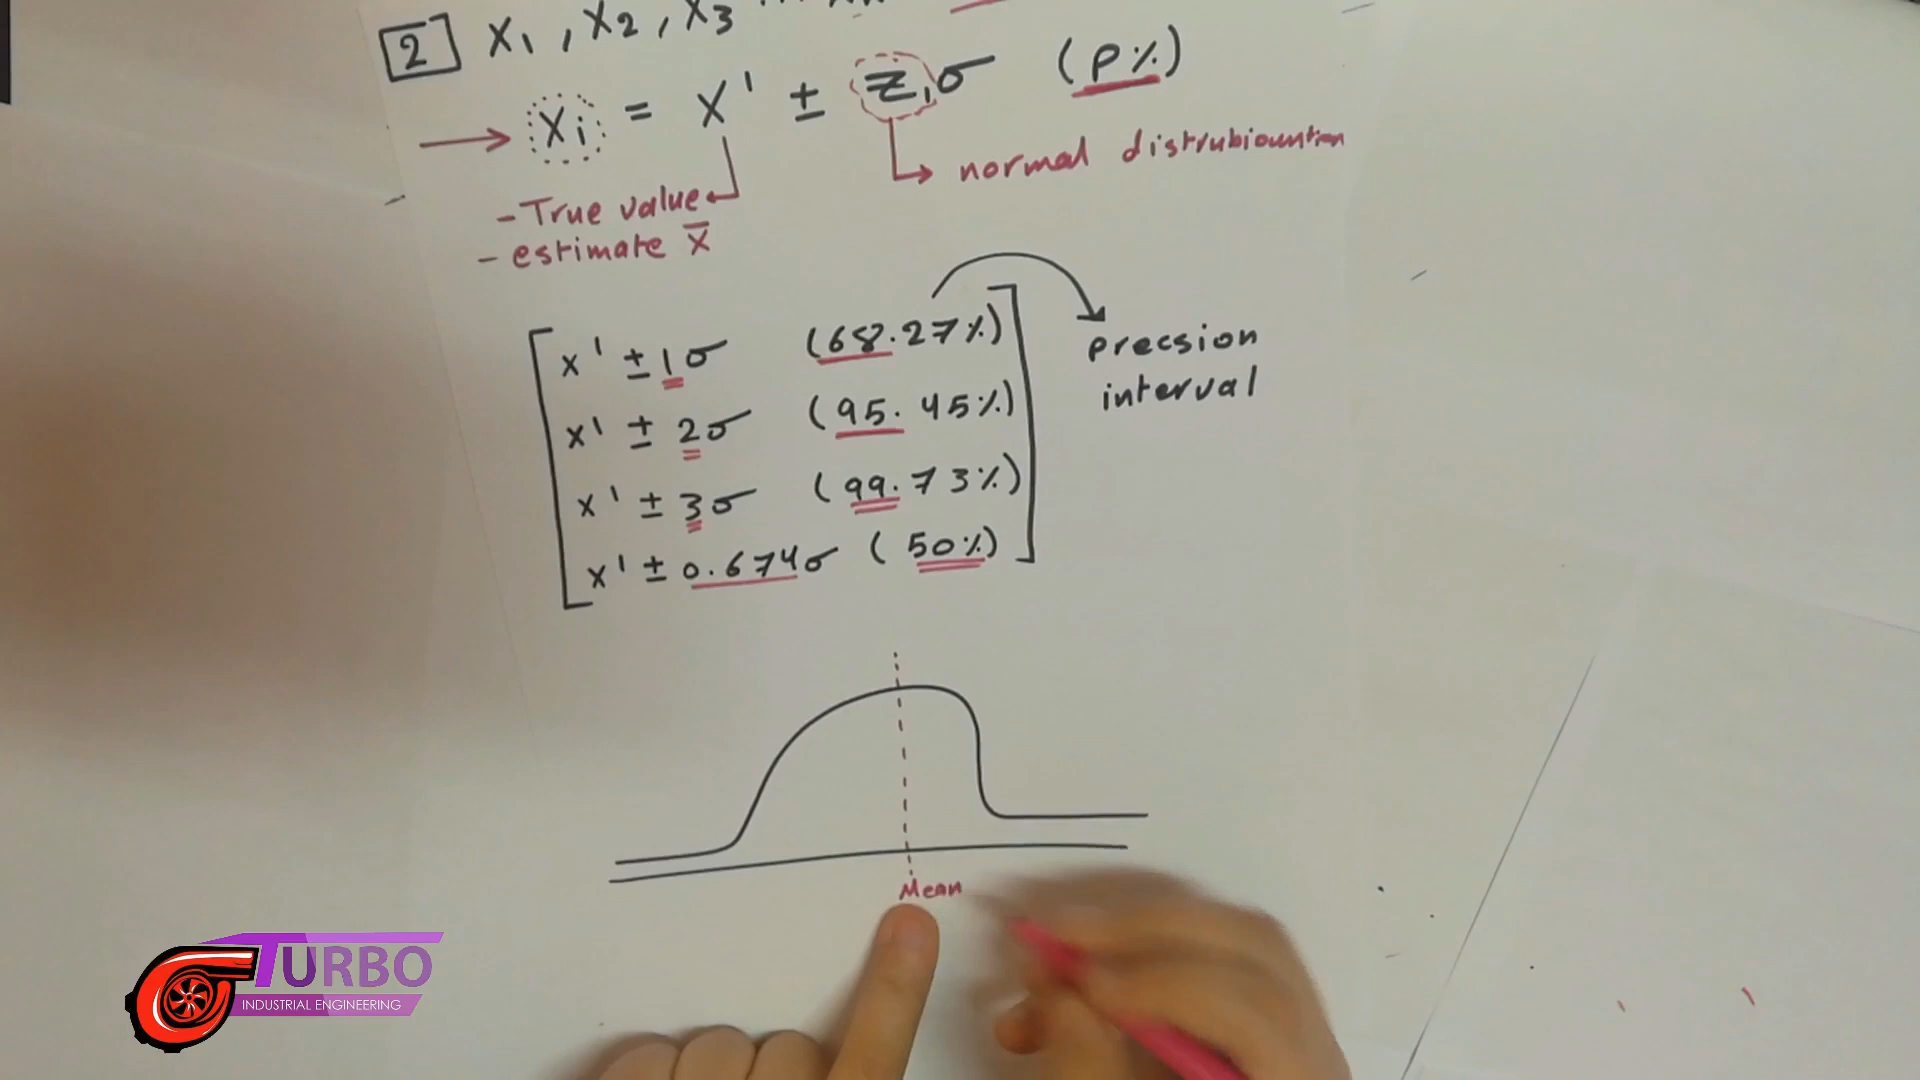 2 X1, X2, X3
Xi = X' ± Z1σ (P%)
normal distrubiountion
- True value
- estimate X̅
x' ± 1σ (68.27%)
x' ± 2σ (95.45%)
x' ± 3σ (99.73%)
x' ± 0.674σ (50%)
precsion
interval
Mean
TURBO
INDUSTRIAL ENGINEERING